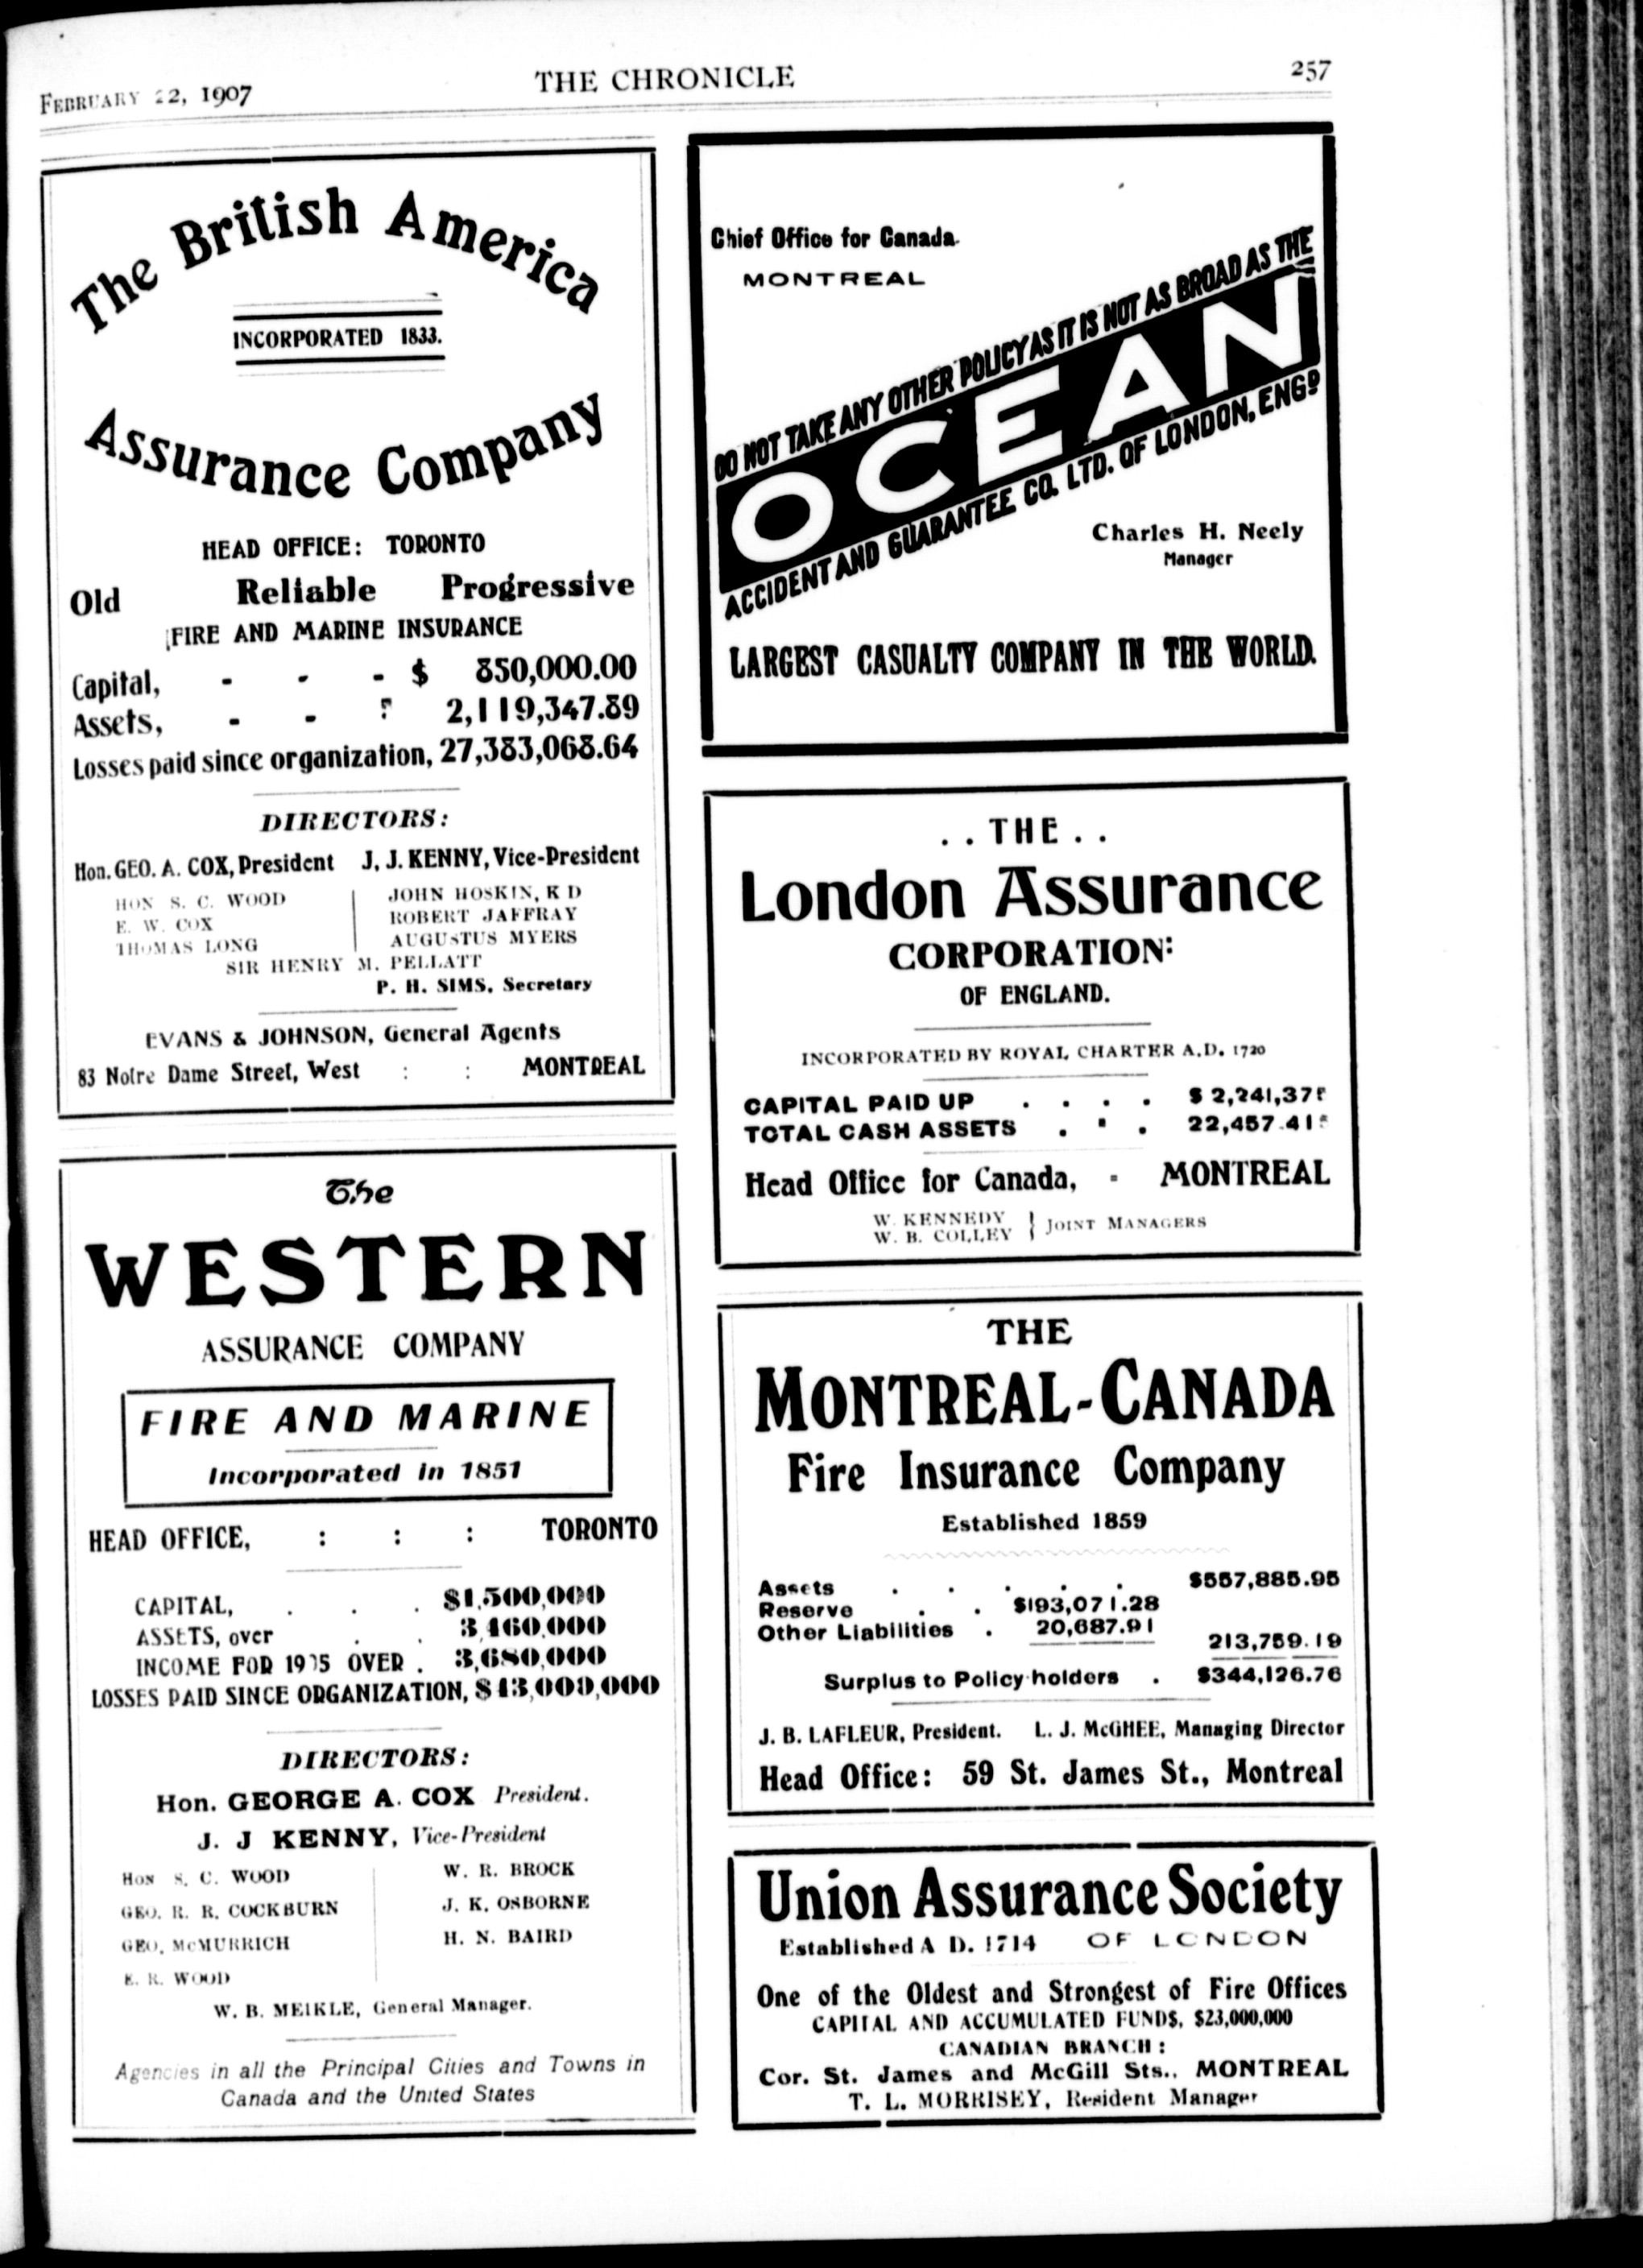 FEBRUARY 22, 1907
THE CHRONICLE
257
The British America
INCORPORATED 1833.
Assurance Company
HEAD OFFICE: TORONTO
Old Reliable Progressive
FIRE AND MARINE INSURANCE
Capital, - - - $ 850,000.00
Assets, - - 2,119,347.89
Losses paid since organization, 27,383,068.64
DIRECTORS:
Hon. GEO. A. COX, President J. J. KENNY, Vice-President
HON S. C. WOOD JOHN HOSKIN, K D
E. W. COX ROBERT JAFFRAY
THOMAS LONG AUGUSTUS MYERS
SIR HENRY M. PELLATT
P. H. SIMS, Secretary
EVANS & JOHNSON, General Agents
83 Notre Dame Street, West : : MONTREAL
The
WESTERN
ASSURANCE COMPANY
FIRE AND MARINE
Incorporated in 1851
HEAD OFFICE, : : : TORONTO
CAPITAL, . . . $1,500,000
ASSETS, over . . 3,460,000
INCOME FOR 1905 OVER . 3,680,000
LOSSES PAID SINCE ORGANIZATION, $43,000,000
DIRECTORS:
Hon. GEORGE A. COX President.
J. J KENNY, Vice-President
HON S. C. WOOD W. R. BROCK
GEO. R. R. COCKBURN J. K. OSBORNE
GEO. McMURRICH H. N. BAIRD
E. R. WOOD
W. B. MEIKLE, General Manager.
Agencies in all the Principal Cities and Towns in
Canada and the United States
Chief Office for Canada.
MONTREAL
DO NOT TAKE ANY OTHER POLICY AS IT IS NOT AS BROAD AS THE
OCEAN
ACCIDENT AND GUARANTEE CO. LTD. OF LONDON, ENGD
Charles H. Neely
Manager
LARGEST CASUALTY COMPANY IN THE WORLD.
. . THE . .
London Assurance
CORPORATION
OF ENGLAND.
INCORPORATED BY ROYAL CHARTER A.D. 1720
CAPITAL PAID UP . . . . $
TOTAL CASH ASSETS . . .
Head Office for Canada, - MONTREAL
W. KENNEDY
W. B. COLLEY } JOINT MANAGERS
THE
MONTREAL-CANADA
Fire Insurance Company
Established 1859
Assets . . . . . $557,885.95
Reserve . . $193,071.28
Other Liabilities . 20,687.91
213,759.19
Surplus to Policy holders . $344,126.76
J. B. LAFLEUR, President. L. J. McGHEE, Managing Director
Head Office: 59 St. James St., Montreal
Union Assurance Society
Established A D. 1714 OF LONDON
One of the Oldest and Strongest of Fire Offices
CAPITAL AND ACCUMULATED FUNDS, $23,000,000
CANADIAN BRANCH:
Cor. St. James and McGill Sts., MONTREAL
T. L. MORRISEY, Resident Manager